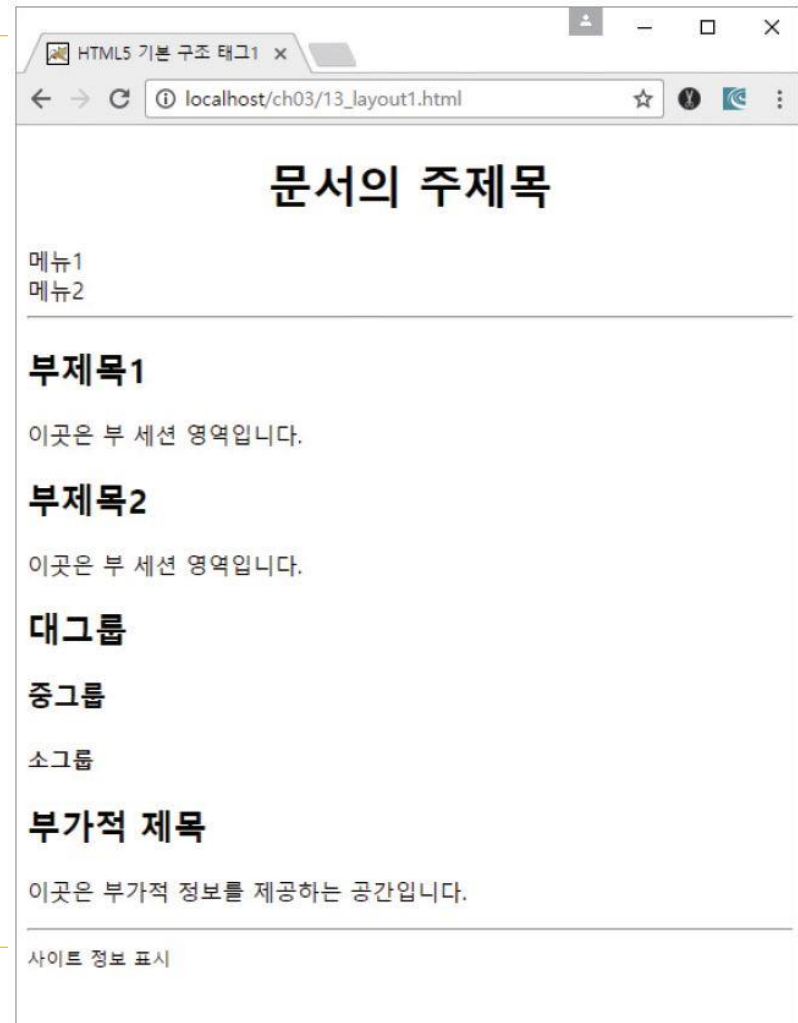 HTML5 기본 구조 태그1
localhost/ch03/13_layout1.html
문서의 주제목
메뉴1
메뉴2
부제목1
이곳은 부 세션 영역입니다.
부제목2
이곳은 부 세션 영역입니다.
대그룹
중그룹
소그룹
부가적 제목
이곳은 부가적 정보를 제공하는 공간입니다.
사이트 정보 표시